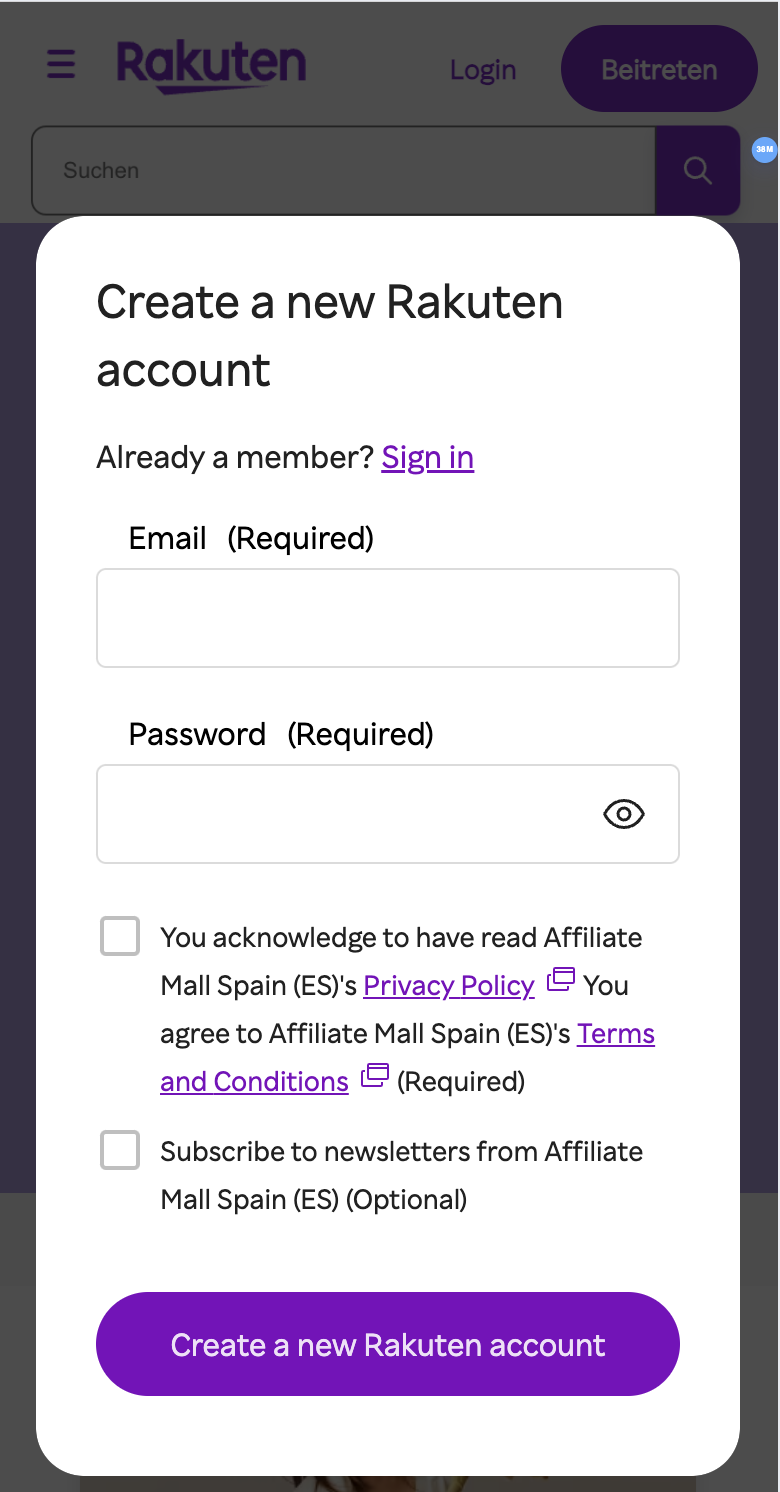 Rakuten
Login
Beitreten
Suchen
38M
Create a new Rakuten
account
Already a member? Sign in
Email (Required)
Password (Required)
You acknowledge to have read Affiliate
Mall Spain (ES)'s Privacy Policy You
agree to Affiliate Mall Spain (ES)'s Terms
and Conditions (Required)
Subscribe to newsletters from Affiliate
Mall Spain (ES) (Optional)
Create a new Rakuten account